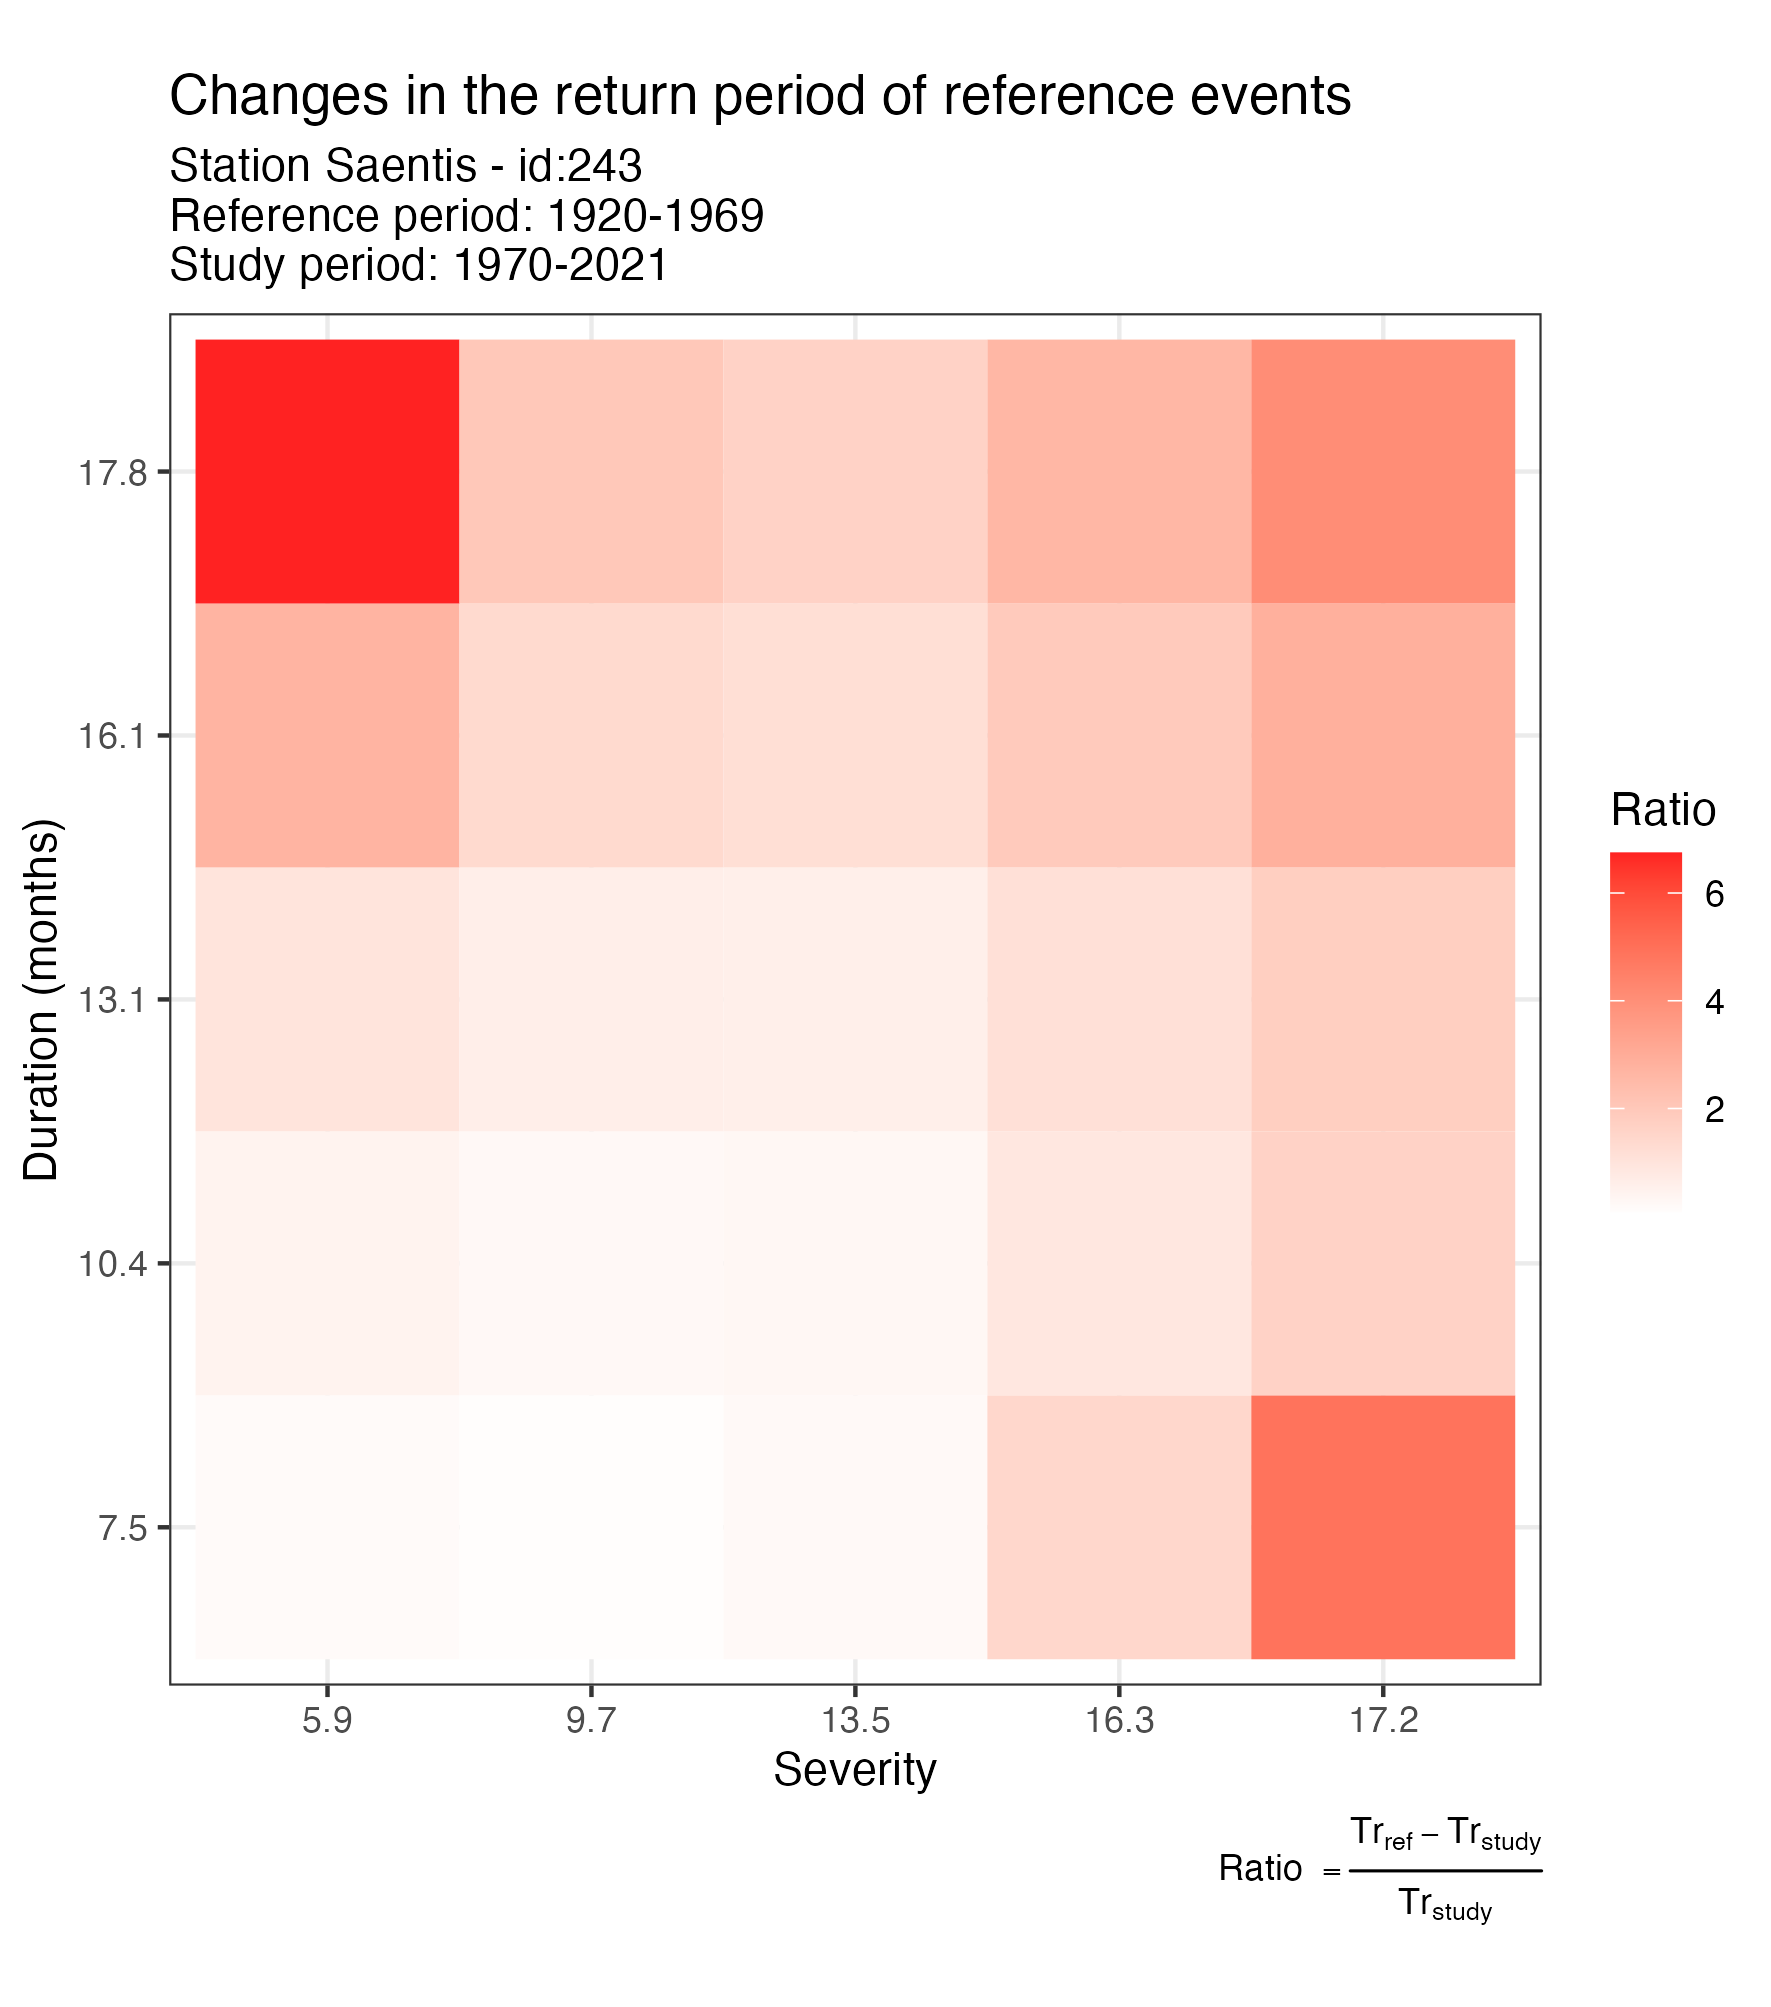 Changes in the return period of reference events
Station Saentis - id:243
Reference period: 1920-1969
Study period: 1970-2021
Duration (months)
17.8
16.1
13.1
10.4
7.5
5.9 9.7 13.5 16.3 17.2
Severity
Ratio
6
4
2
Ratio = Tr_ref − Tr_study
Tr_study